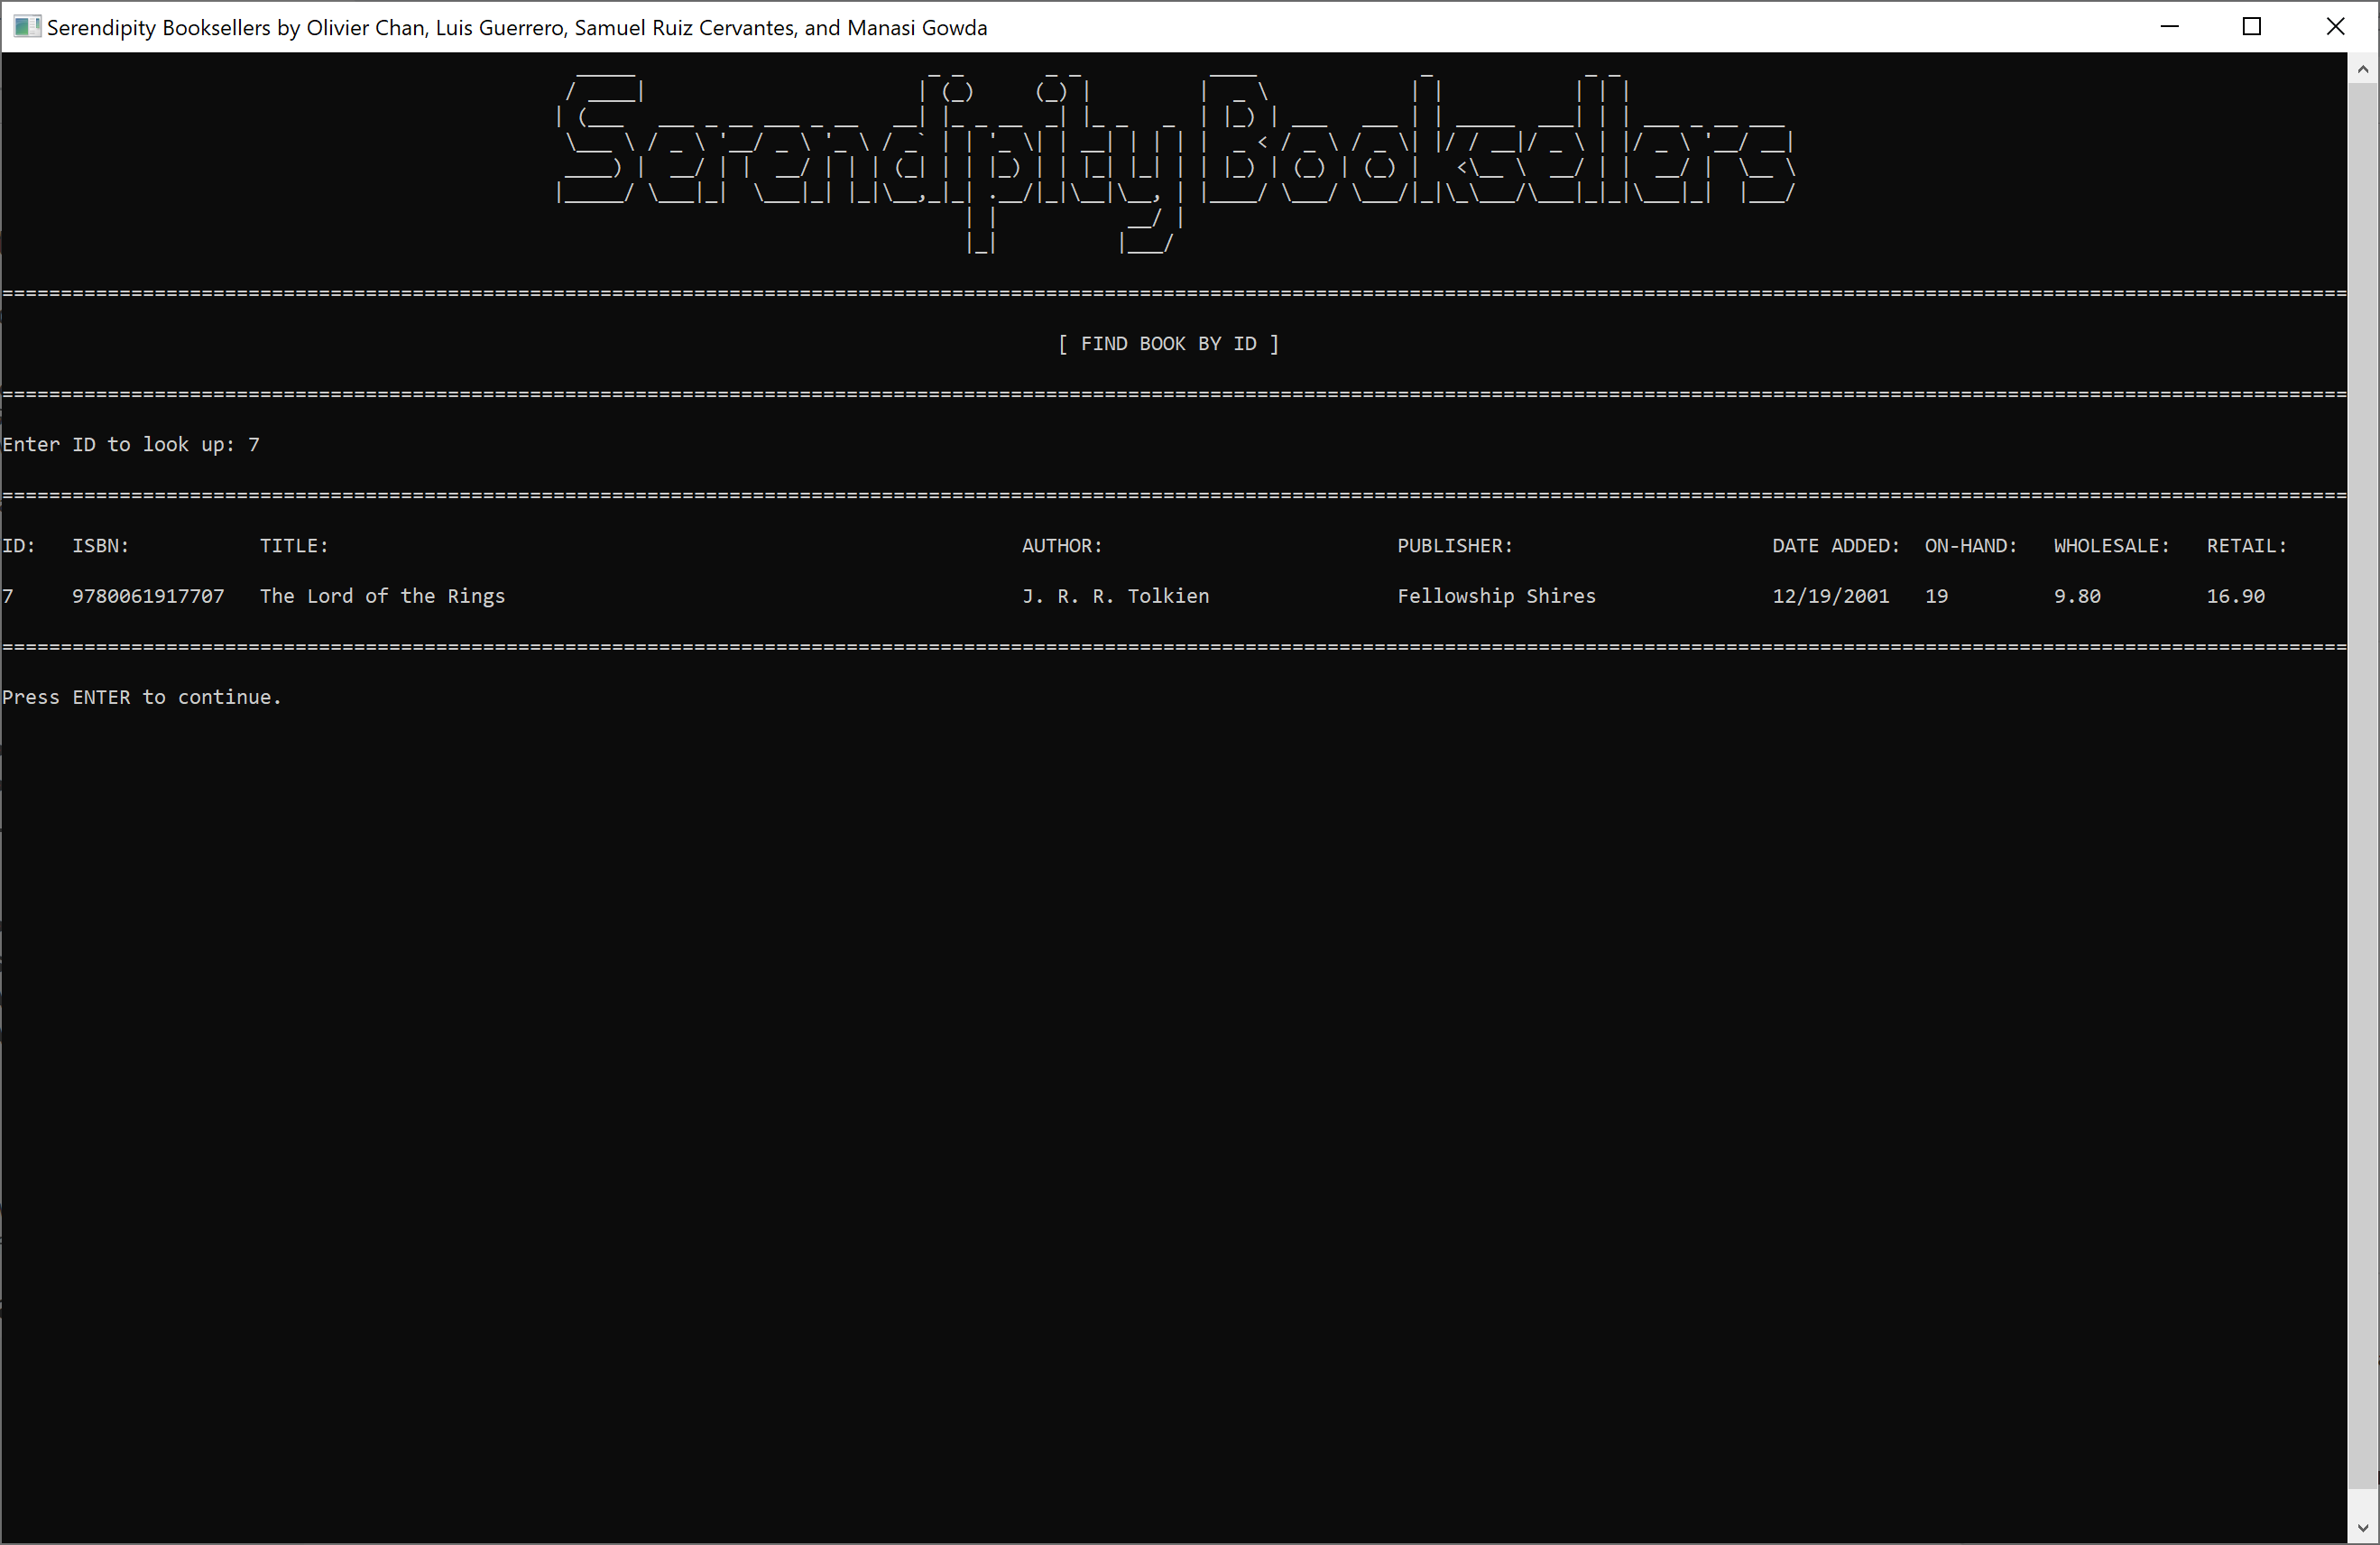 Serendipity Booksellers by Olivier Chan, Luis Guerrero, Samuel Ruiz Cervantes, and Manasi Gowda
Serendipity Booksellers
[ FIND BOOK BY ID ]
Enter ID to look up: 7
ID: ISBN: TITLE: AUTHOR: PUBLISHER: DATE ADDED: ON-HAND: WHOLESALE: RETAIL:
7 9780061917707 The Lord of the Rings J. R. R. Tolkien Fellowship Shires 12/19/2001 19 9.80 16.90
Press ENTER to continue.